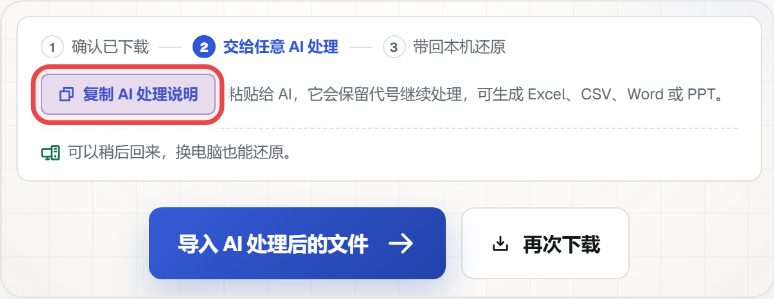 1 确认已下载 2 交给任意 AI 处理 3 带回本机还原
复制 AI 处理说明 粘贴给 AI，它会保留代号继续处理，可生成 Excel、CSV、Word 或 PPT。
可以稍后回来，换电脑也能还原。
导入 AI 处理后的文件 再次下载